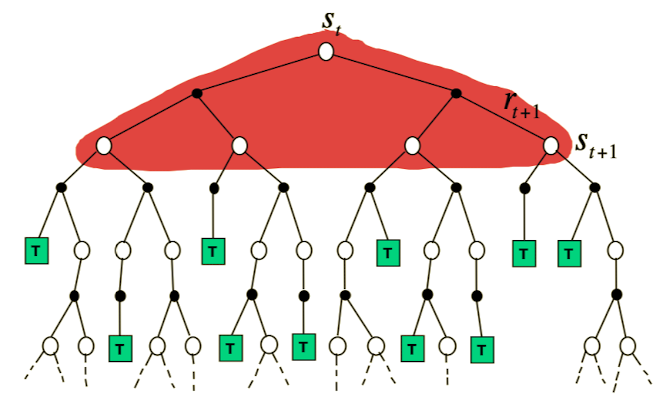 s_t
r_{t+1}
s_{t+1}
T T T T T
T T T T T